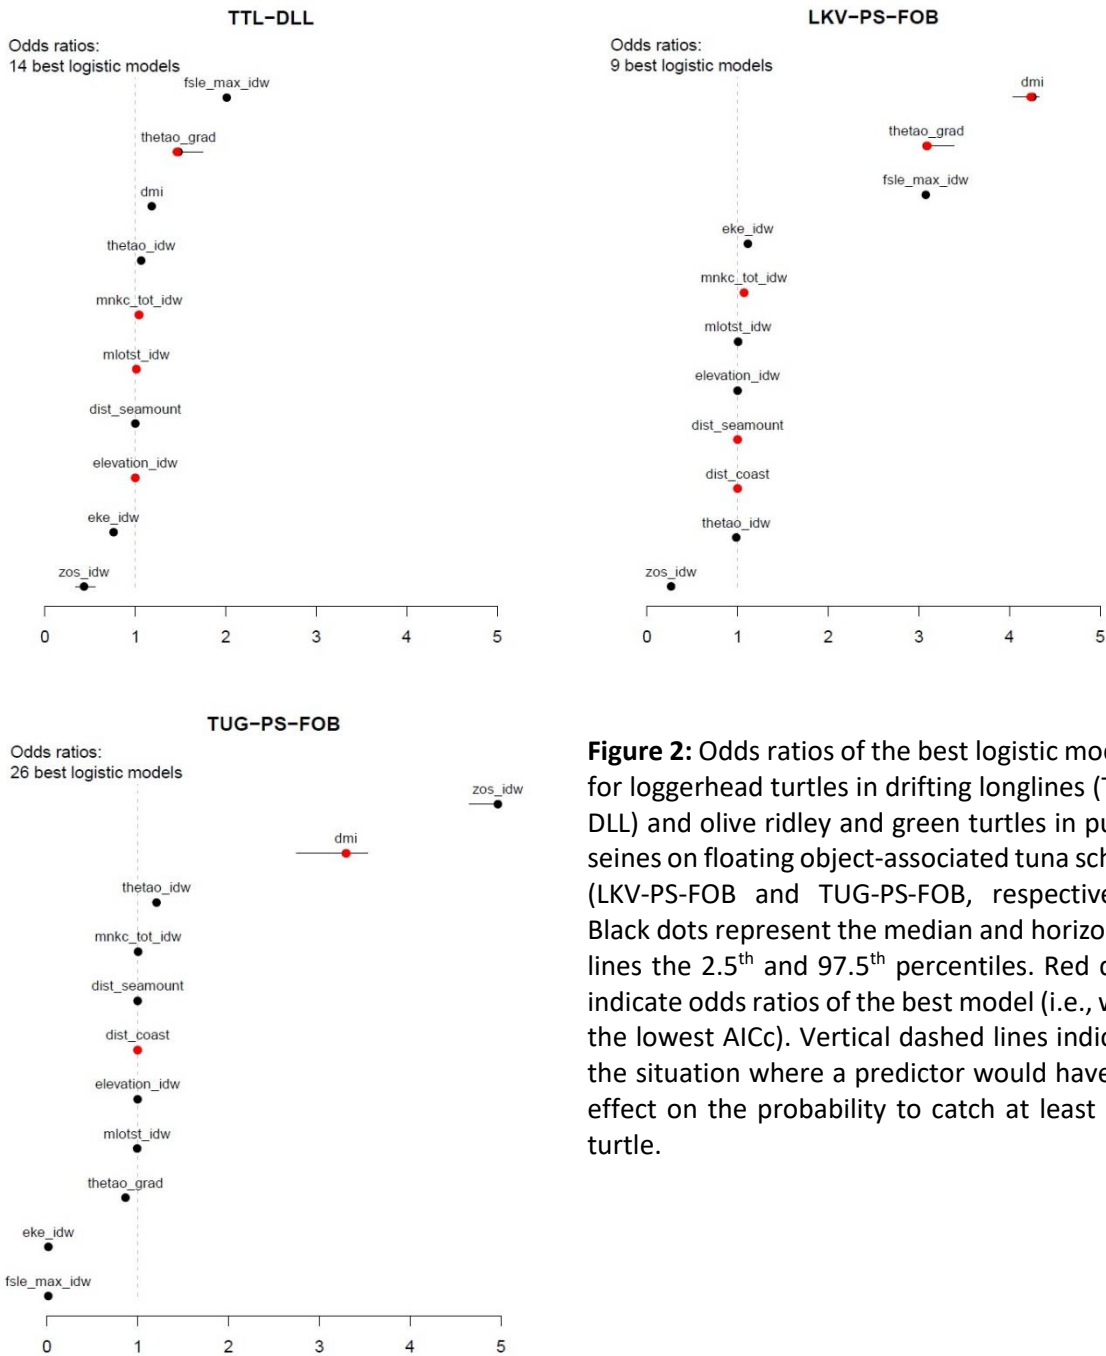 TTL−DLL
Odds ratios:
14 best logistic models
fsle_max_idw
thetao_grad
dmi
thetao_idw
mnkc_tot_idw
mlotst_idw
dist_seamount
elevation_idw
eke_idw
zos_idw
0 1 2 3 4 5
LKV−PS−FOB
Odds ratios:
9 best logistic models
dmi
thetao_grad
fsle_max_idw
eke_idw
mnkc_tot_idw
mlotst_idw
elevation_idw
dist_seamount
dist_coast
thetao_idw
zos_idw
0 1 2 3 4 5
TUG−PS−FOB
Odds ratios:
26 best logistic models
zos_idw
dmi
thetao_idw
mnkc_tot_idw
dist_seamount
dist_coast
elevation_idw
mlotst_idw
thetao_grad
eke_idw
fsle_max_idw
0 1 2 3 4 5
Figure 2: Odds ratios of the best logistic
for loggerhead turtles in drifting longlines
DLL) and olive ridley and green turtles in
seines on floating object-associated tuna
(LKV-PS-FOB and TUG-PS-FOB,
Black dots represent the median and
lines the 2.5th and 97.5th percentiles. Red
indicate odds ratios of the best model (i.e.,
the lowest AICc). Vertical dashed lines
the situation where a predictor would have
effect on the probability to catch at least
turtle.